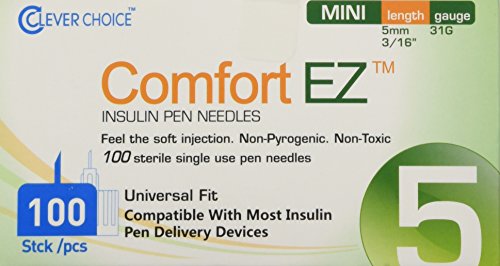 CLEVER CHOICE™
MINI length gauge
5mm 31G
3/16"
Comfort EZ™
INSULIN PEN NEEDLES
Feel the soft injection. Non-Pyrogenic. Non-Toxic
100 sterile single use pen needles
100
Stck /pcs
Universal Fit
Compatible With Most Insulin
Pen Delivery Devices
5